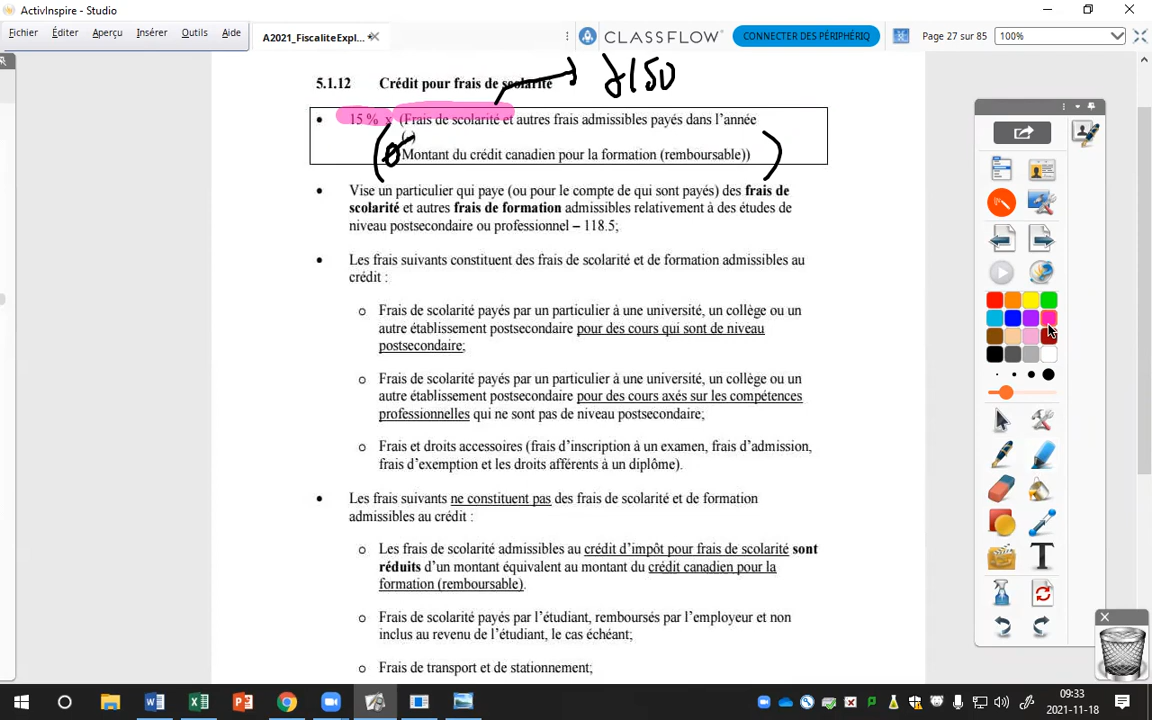 ActivInspire - Studio
Fichier Éditer Aperçu Insérer Outils Aide
A2021_FiscaliteExpl...
CLASSFLOW
CONNECTER DES PÉRIPHÉRIQ
Page 27 sur 85
100%
5.1.12 Crédit pour frais de scolarité
150
• 15 % x (Frais de scolarité et autres frais admissibles payés dans l'année
Montant du crédit canadien pour la formation (remboursable))
• Vise un particulier qui paye (ou pour le compte de qui sont payés) des frais de
scolarité et autres frais de formation admissibles relativement à des études de
niveau postsecondaire ou professionnel – 118.5;
• Les frais suivants constituent des frais de scolarité et de formation admissibles au
crédit :
o Frais de scolarité payés par un particulier à une université, un collège ou un
autre établissement postsecondaire pour des cours qui sont de niveau
postsecondaire;
o Frais de scolarité payés par un particulier à une université, un collège ou un
autre établissement postsecondaire pour des cours axés sur les compétences
professionnelles qui ne sont pas de niveau postsecondaire;
o Frais et droits accessoires (frais d'inscription à un examen, frais d'admission,
frais d'exemption et les droits afférents à un diplôme).
• Les frais suivants ne constituent pas des frais de scolarité et de formation
admissibles au crédit :
o Les frais de scolarité admissibles au crédit d'impôt pour frais de scolarité sont
réduits d'un montant équivalent au montant du crédit canadien pour la
formation (remboursable).
o Frais de scolarité payés par l'étudiant, remboursés par l'employeur et non
inclus au revenu de l'étudiant, le cas échéant;
o Frais de transport et de stationnement;
09:33
2021-11-18